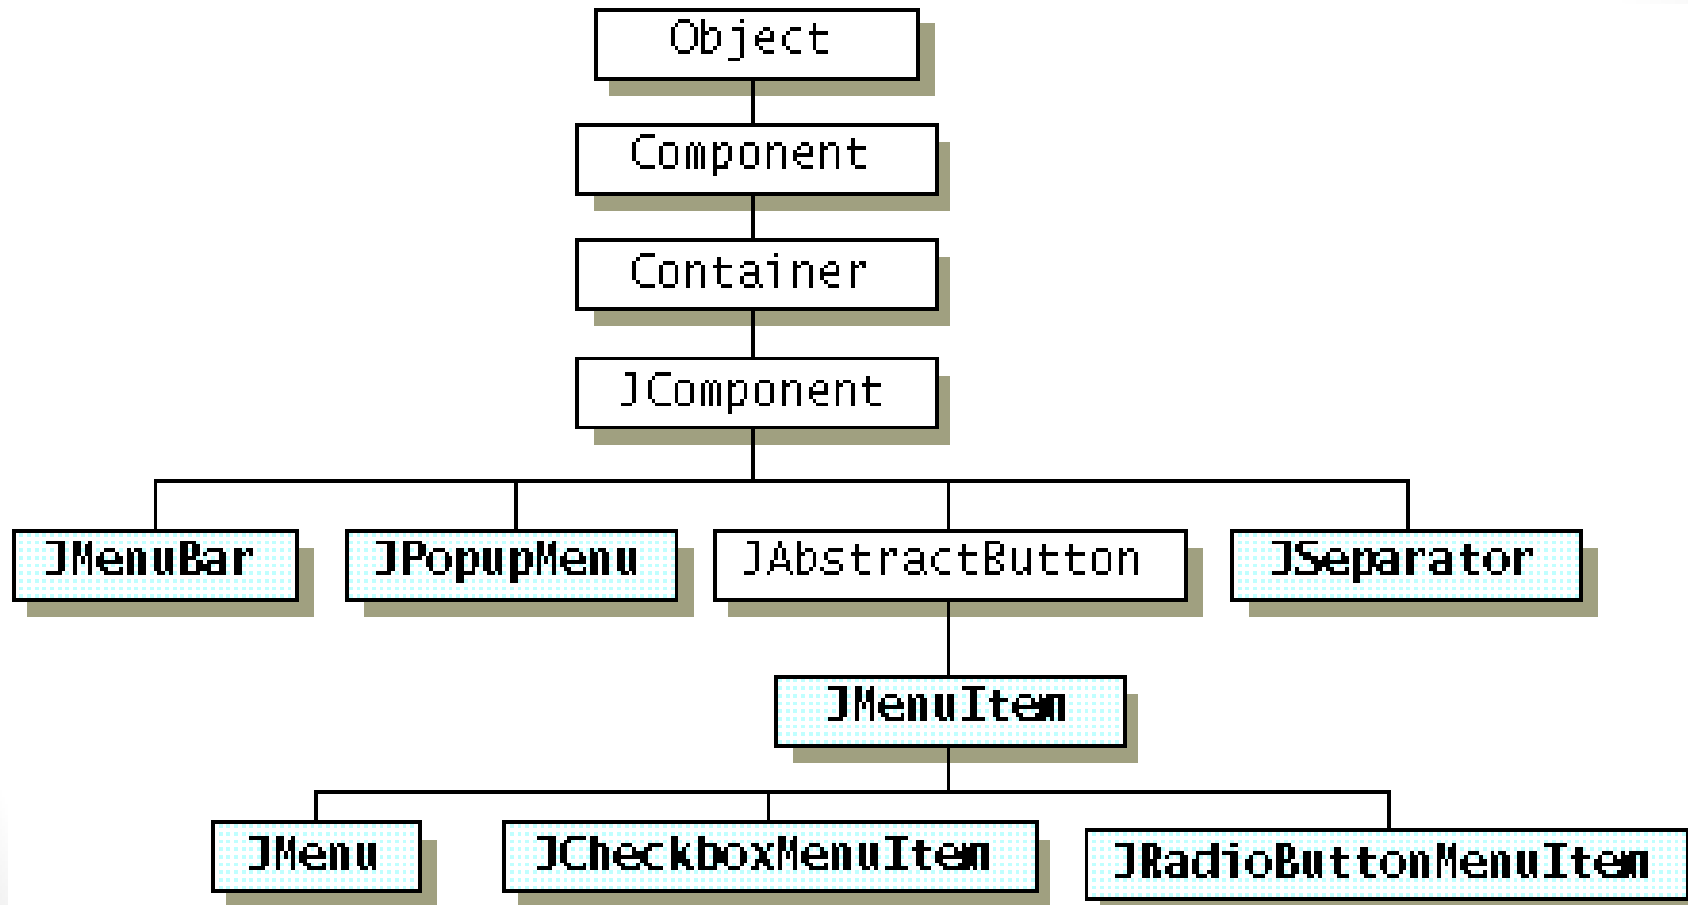 Object
Component
Container
JComponent
JMenuBar
JPopupMenu
JAbstractButton
JSeparator
JMenuItem
JMenu
JCheckboxMenuItem
JRadioButtonMenuItem